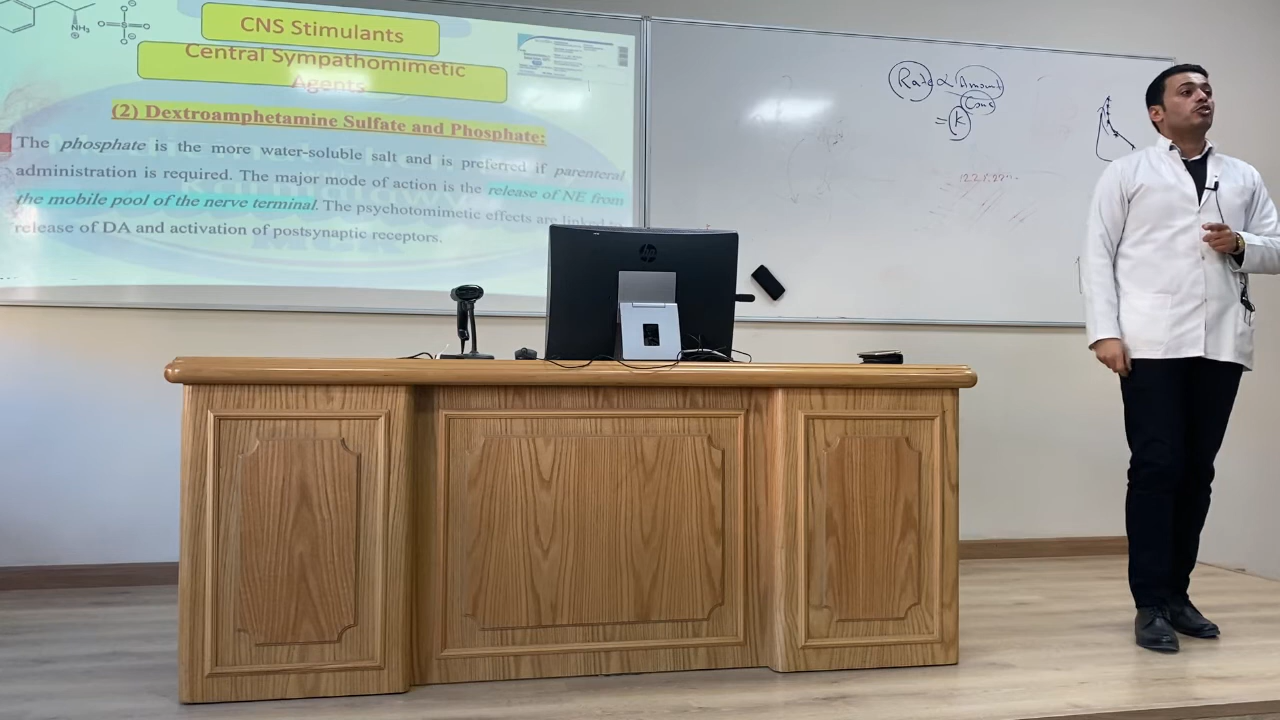 NH₃
CNS Stimulants
Central Sympathomimetic
Agents
(2) Dextroamphetamine Sulfate and Phosphate:
The phosphate is the more water-soluble salt and is preferred if parenteral
administration is required. The major mode of action is the release of NE from
the mobile pool of the nerve terminal. The psychotomimetic effects are linked to
release of DA and activation of postsynaptic receptors.
Rate ∝ Amount
Conc
= K
hp